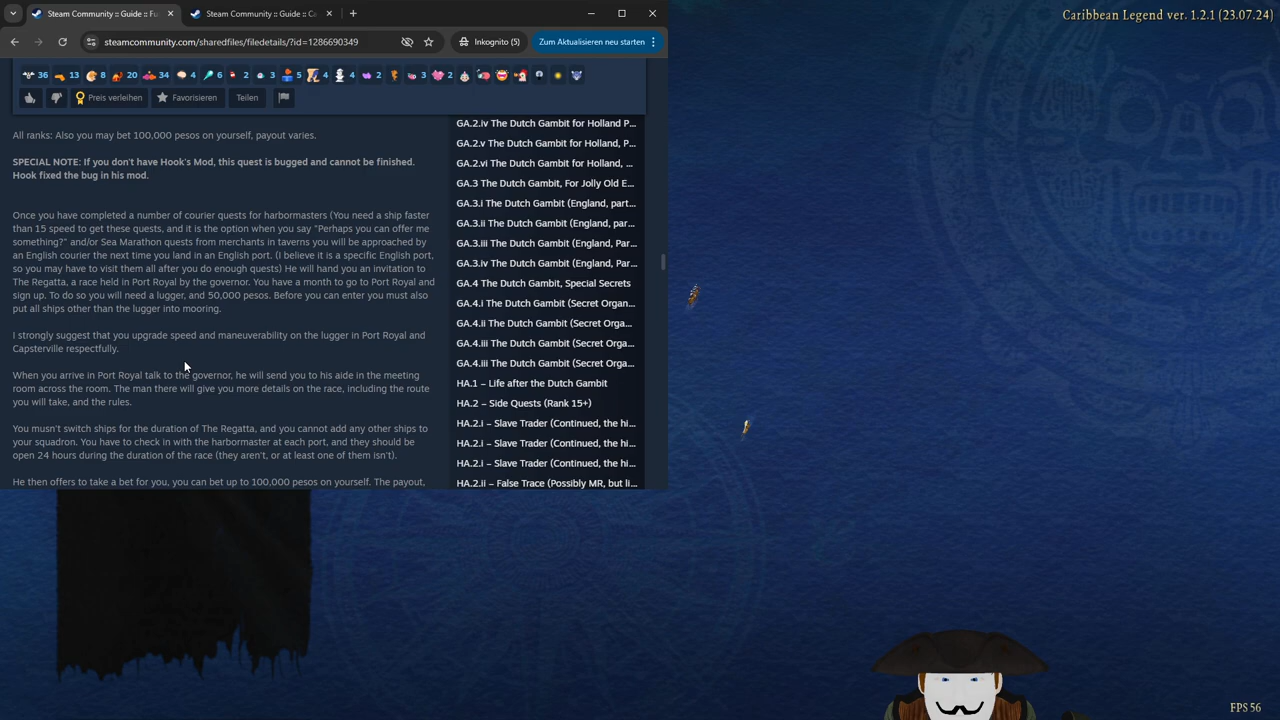 Caribbean Legend ver. 1.2.1 (23.07.24)
Steam Community :: Guide :: Fu
Steam Community :: Guide :: Ca
steamcommunity.com/sharedfiles/filedetails/?id=1286690349
Inkognito (5)
Zum Aktualisieren neu starten
36 13 8 20 34 4 6 2 3 5 4 4 2 3 2
Preis verleihen
Favorisieren
Teilen
All ranks: Also you may bet 100,000 pesos on yourself, payout varies.
SPECIAL NOTE: If you don't have Hook's Mod, this quest is bugged and cannot be finished.
Hook fixed the bug in his mod.
Once you have completed a number of courier quests for harbormasters (You need a ship faster
than 15 speed to get these quests, and it is the option when you say "Perhaps you can offer me
something?" and/or Sea Marathon quests from merchants in taverns you will be approached by
an English courier the next time you land in an English port. (I believe it is a specific English port,
so you may have to visit them all after you do enough quests) He will hand you an invitation to
The Regatta, a race held in Port Royal by the governor. You have a month to go to Port Royal and
sign up. To do so you will need a lugger, and 50,000 pesos. Before you can enter you must also
put all ships other than the lugger into mooring.
I strongly suggest that you upgrade speed and maneuverability on the lugger in Port Royal and
Capsterville respectfully.
When you arrive in Port Royal talk to the governor, he will send you to his aide in the meeting
room across the room. The man there will give you more details on the race, including the route
you will take, and the rules.
You musn't switch ships for the duration of The Regatta, and you cannot add any other ships to
your squadron. You have to check in with the harbormaster at each port, and they should be
open 24 hours during the duration of the race (they aren't, or at least one of them isn't).
He then offers to take a bet for you, you can bet up to 100,000 pesos on yourself. The payout,
GA.2.iv The Dutch Gambit for Holland P...
GA.2.v The Dutch Gambit for Holland, P...
GA.2.vi The Dutch Gambit for Holland, ...
GA.3 The Dutch Gambit, For Jolly Old E...
GA.3.i The Dutch Gambit (England, part...
GA.3.ii The Dutch Gambit (England, par...
GA.3.iii The Dutch Gambit (England, Par...
GA.3.iv The Dutch Gambit (England, Par...
GA.4 The Dutch Gambit, Special Secrets
GA.4.i The Dutch Gambit (Secret Organ...
GA.4.ii The Dutch Gambit (Secret Orga...
GA.4.iii The Dutch Gambit (Secret Orga...
GA.4.iii The Dutch Gambit (Secret Orga...
HA.1 – Life after the Dutch Gambit
HA.2 – Side Quests (Rank 15+)
HA.2.i – Slave Trader (Continued, the hi...
HA.2.i – Slave Trader (Continued, the hi...
HA.2.i – Slave Trader (Continued, the hi...
HA.2.ii – False Trace (Possibly MR, but li...
FPS 56